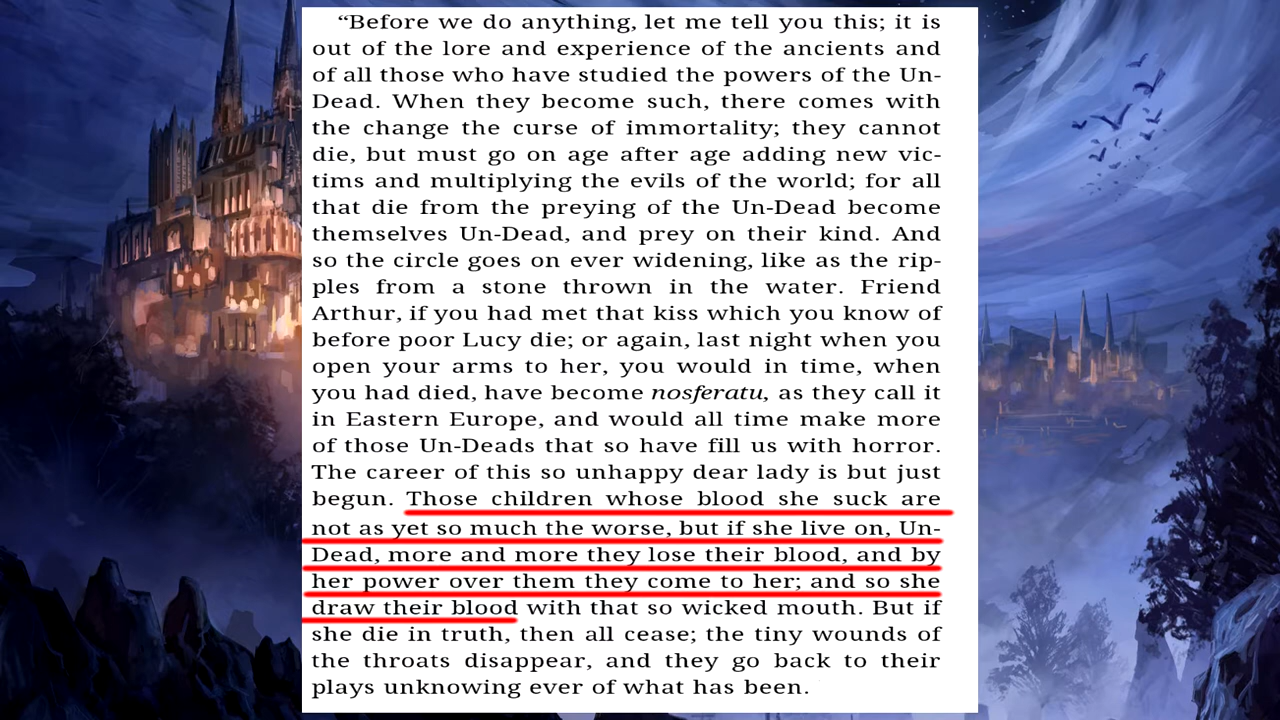 “Before we do anything, let me tell you this; it is
out of the lore and experience of the ancients and
of all those who have studied the powers of the Un-
Dead. When they become such, there comes with
the change the curse of immortality; they cannot
die, but must go on age after age adding new vic-
tims and multiplying the evils of the world; for all
that die from the preying of the Un-Dead become
themselves Un-Dead, and prey on their kind. And
so the circle goes on ever widening, like as the rip-
ples from a stone thrown in the water. Friend
Arthur, if you had met that kiss which you know of
before poor Lucy die; or again, last night when you
open your arms to her, you would in time, when
you had died, have become nosferatu, as they call it
in Eastern Europe, and would all time make more
of those Un-Deads that so have fill us with horror.
The career of this so unhappy dear lady is but just
begun. Those children whose blood she suck are
not as yet so much the worse, but if she live on, Un-
Dead, more and more they lose their blood, and by
her power over them they come to her; and so she
draw their blood with that so wicked mouth. But if
she die in truth, then all cease; the tiny wounds of
the throats disappear, and they go back to their
plays unknowing ever of what has been.